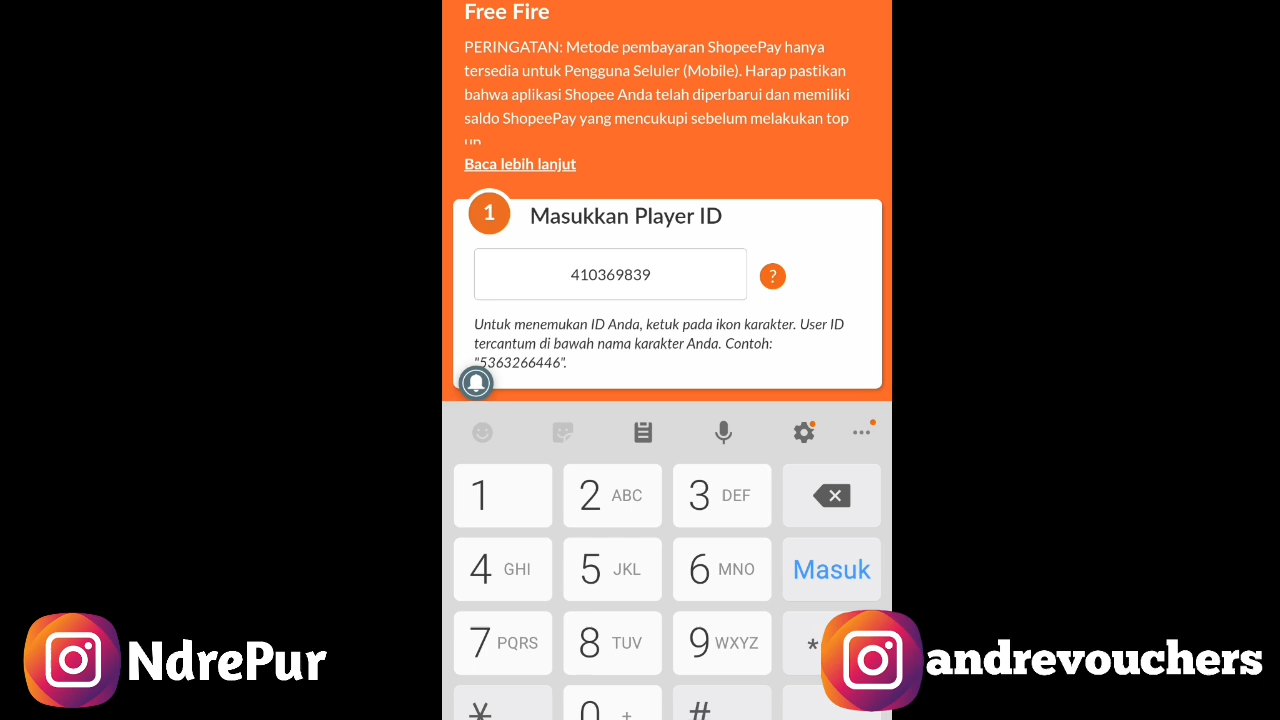 Free Fire
PERINGATAN: Metode pembayaran ShopeePay hanya
tersedia untuk Pengguna Seluler (Mobile). Harap pastikan
bahwa aplikasi Shopee Anda telah diperbarui dan memiliki
saldo ShopeePay yang mencukupi sebelum melakukan top
up
Baca lebih lanjut
1 Masukkan Player ID
410369839 ?
Untuk menemukan ID Anda, ketuk pada ikon karakter. User ID
tercantum di bawah nama karakter Anda. Contoh:
"5363266446".
1 2 ABC 3 DEF
4 GHI 5 JKL 6 MNO Masuk
7 PQRS 8 TUV 9 WXYZ *
* 0 + #
NdrePur
andrevouchers